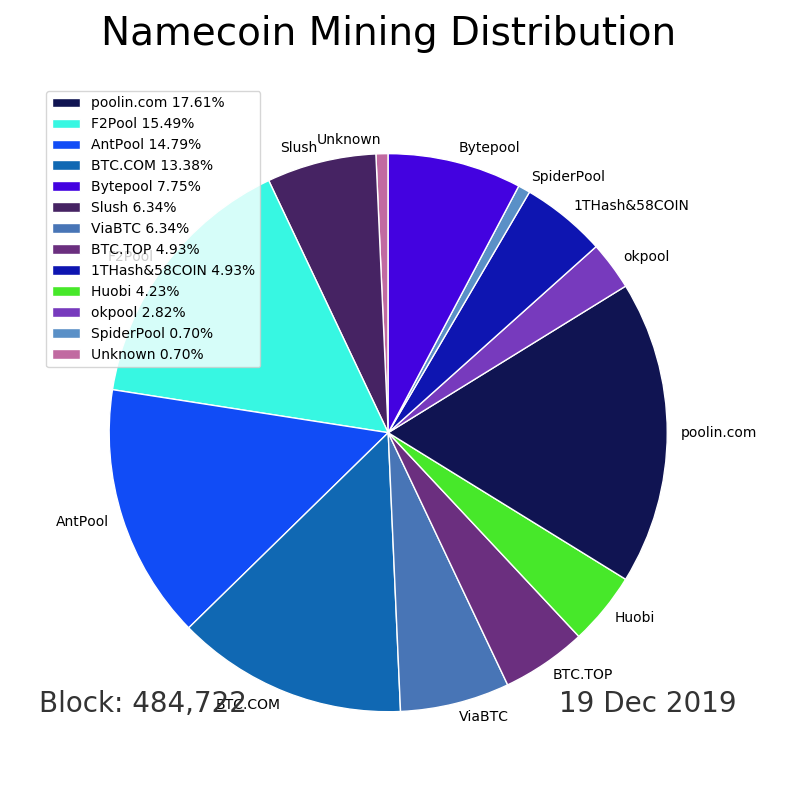 Namecoin Mining Distribution
poolin.com 17.61%
F2Pool 15.49%
AntPool 14.79%
BTC.COM 13.38%
Bytepool 7.75%
Slush 6.34%
ViaBTC 6.34%
BTC.TOP 4.93%
1THash&58COIN 4.93%
Huobi 4.23%
okpool 2.82%
SpiderPool 0.70%
Unknown 0.70%
Unknown
Slush
Bytepool
SpiderPool
1THash&58COIN
okpool
F2Pool
poolin.com
AntPool
Huobi
BTC.TOP
BTC.COM
ViaBTC
Block: 484,722
19 Dec 2019